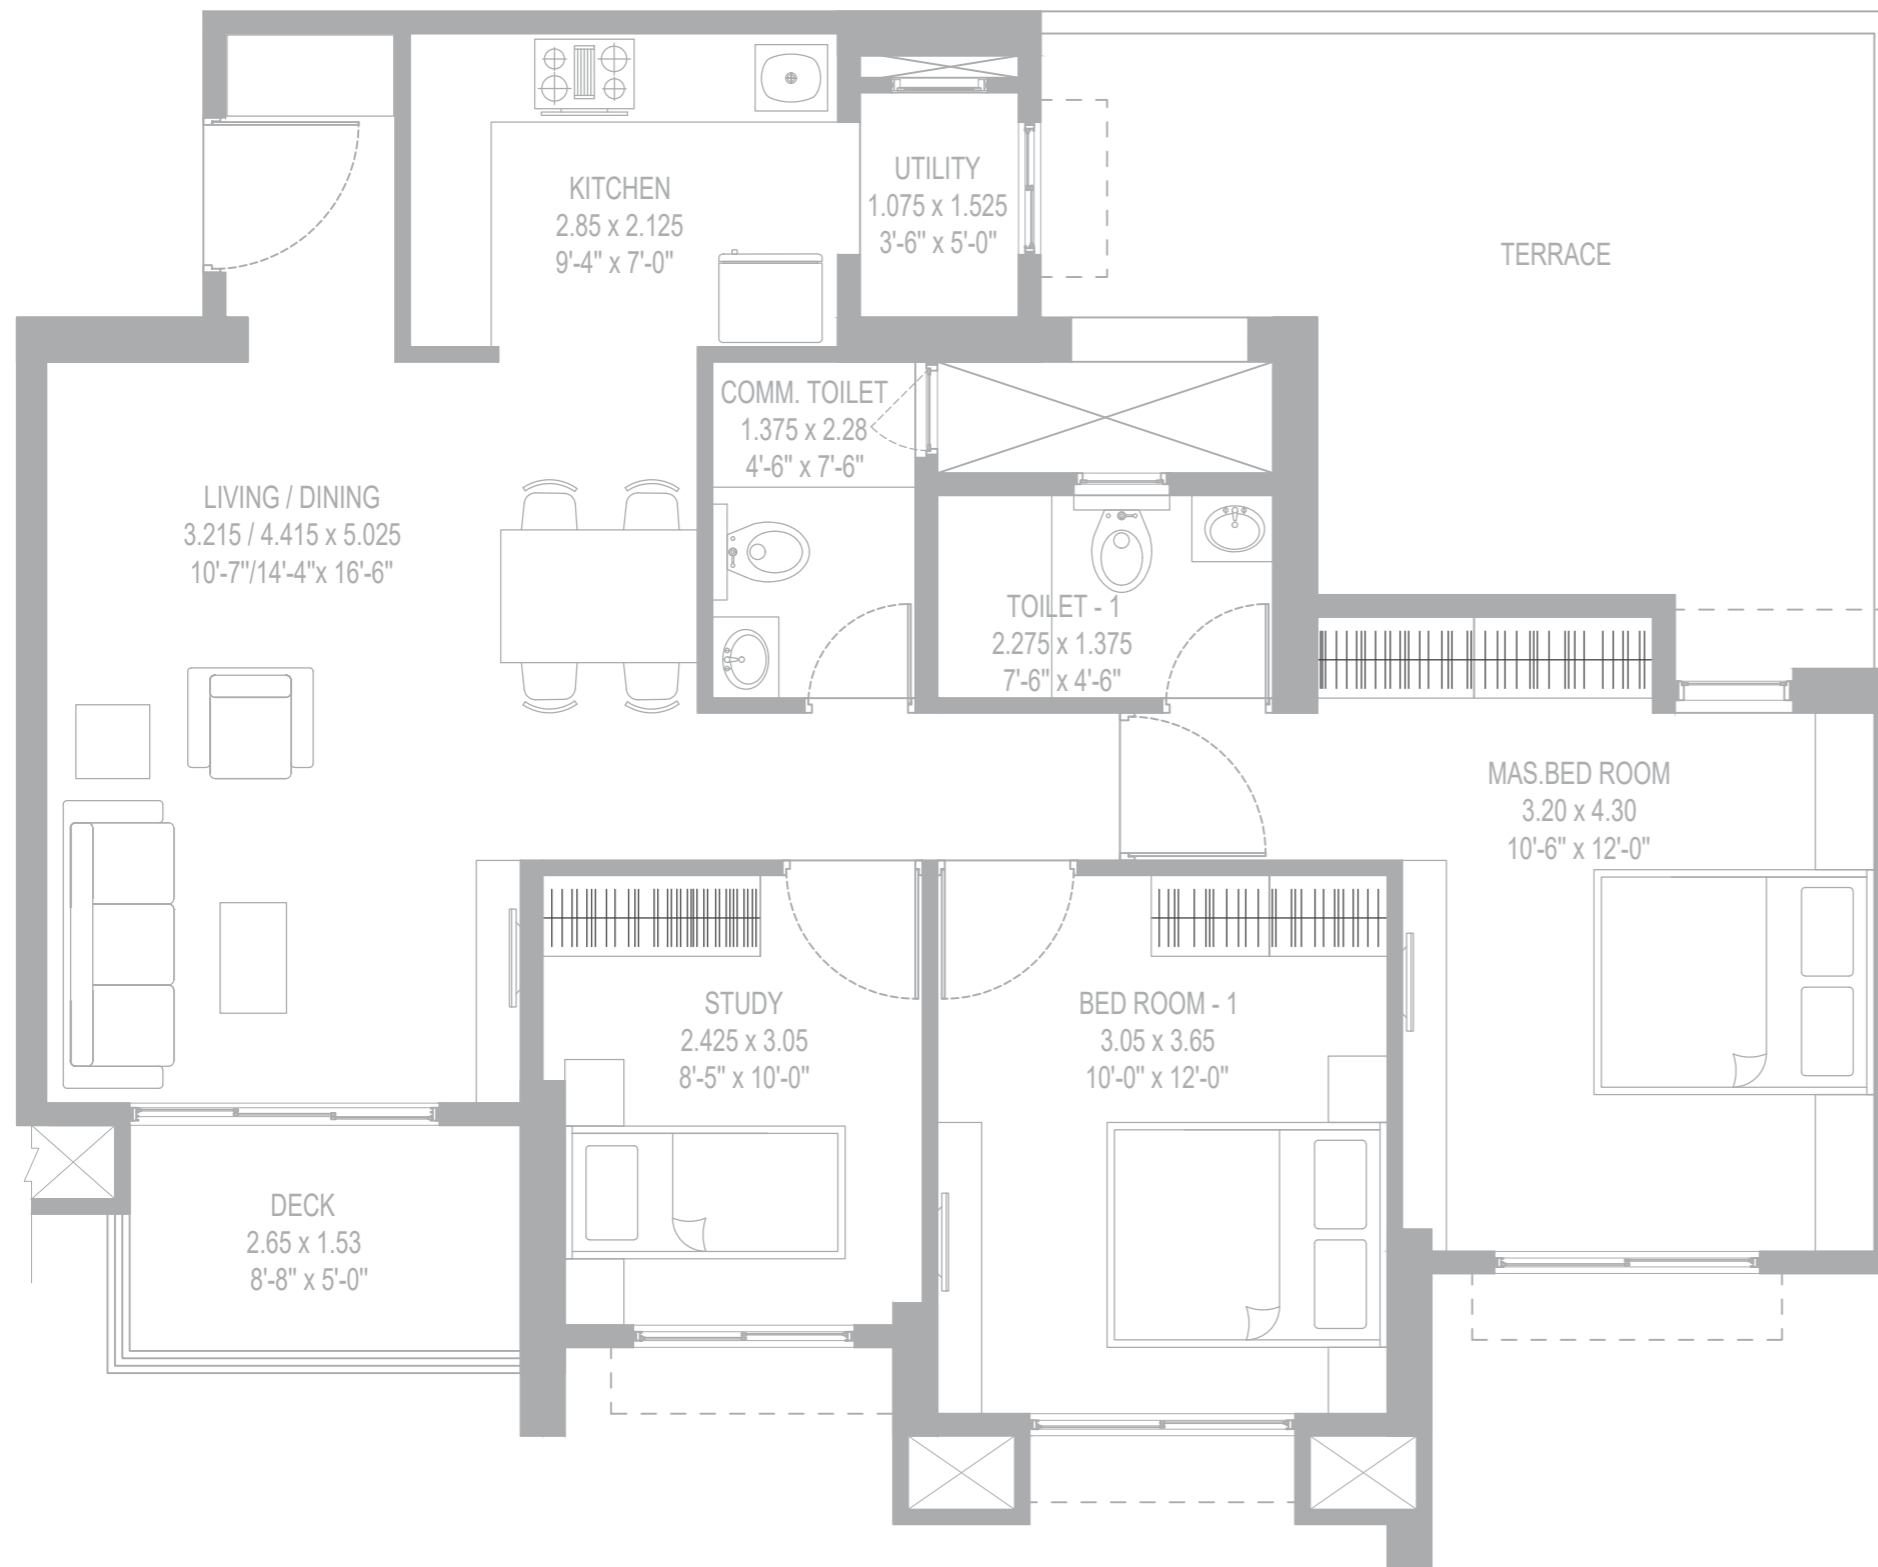 KITCHEN
2.85 x 2.125
9'-4" x 7'-0"
UTILITY
1.075 x 1.525
3'-6" x 5'-0"
TERRACE
COMM. TOILET
1.375 x 2.28
4'-6" x 7'-6"
LIVING / DINING
3.215 / 4.415 x 5.025
10'-7"/14'-4"x 16'-6"
TOILET - 1
2.275 x 1.375
7'-6" x 4'-6"
MAS.BED ROOM
3.20 x 4.30
10'-6" x 12'-0"
STUDY
2.425 x 3.05
8'-5" x 10'-0"
BED ROOM - 1
3.05 x 3.65
10'-0" x 12'-0"
DECK
2.65 x 1.53
8'-8" x 5'-0"